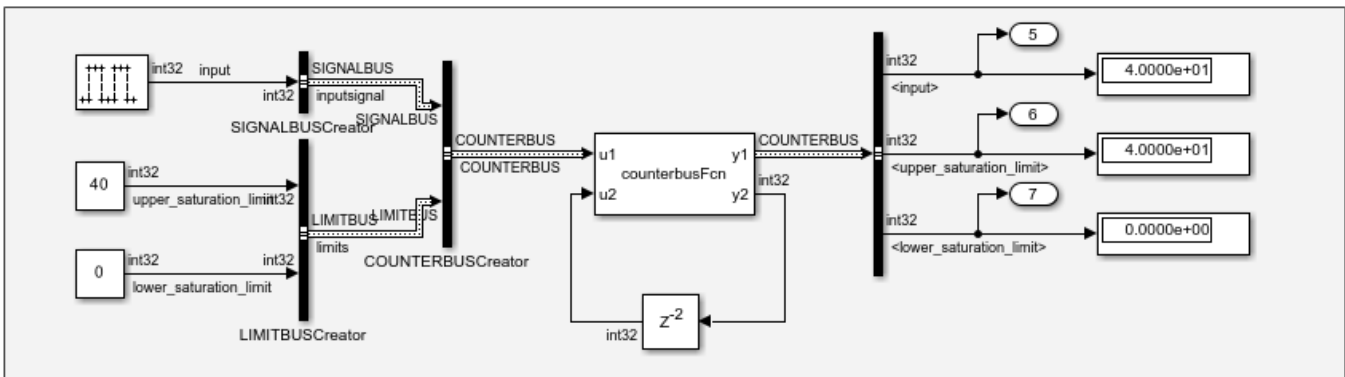 5
int32
4.0000e+01
int32 input SIGNALBUS
<input>
int32 inputsignal
SIGNALBUSCreator SIGNALBUS
6
COUNTERBUS u1 y1 COUNTERBUS int32
4.0000e+01
COUNTERBUS counterbusFcn <upper_saturation_limit>
40 int32
u2 y2 int32
upper_saturation_limit int32
7
LIMITBUS LIMITBUS
int32
0.0000e+00
limits
<lower_saturation_limit>
0 int32 int32
COUNTERBUSCreator
lower_saturation_limit
Z-2
int32
LIMITBUSCreator